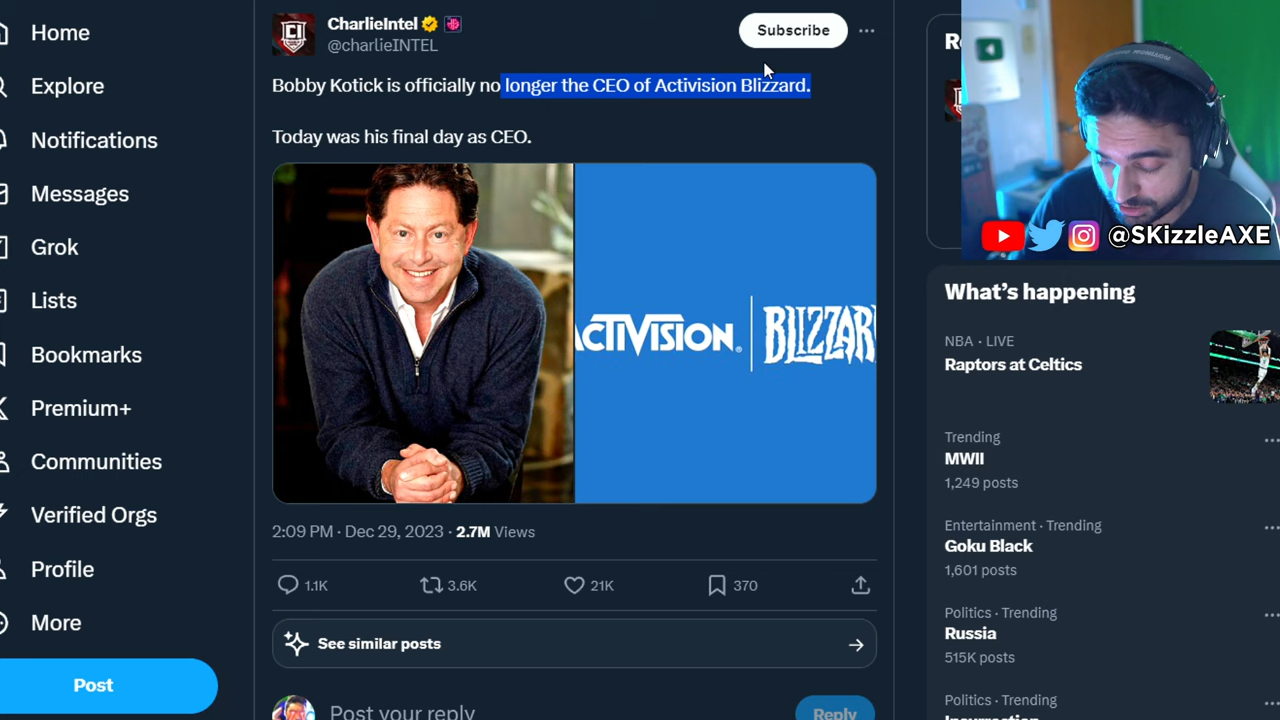 Home
Explore
Notifications
Messages
Grok
Lists
Bookmarks
Premium+
Communities
Verified Orgs
Profile
More
Post
CI
CharlieIntel
@charlieINTEL
Subscribe
Bobby Kotick is officially no longer the CEO of Activision Blizzard.
Today was his final day as CEO.
ACTIVISION | BLIZZAR
2:09 PM · Dec 29, 2023 · 2.7M Views
1.1K 3.6K 21K 370
See similar posts
Post your reply
Reply
@SKizzleAXE
What's happening
NBA · LIVE
Raptors at Celtics
Trending
MWII
1,249 posts
Entertainment · Trending
Goku Black
1,601 posts
Politics · Trending
Russia
515K posts
Politics · Trending